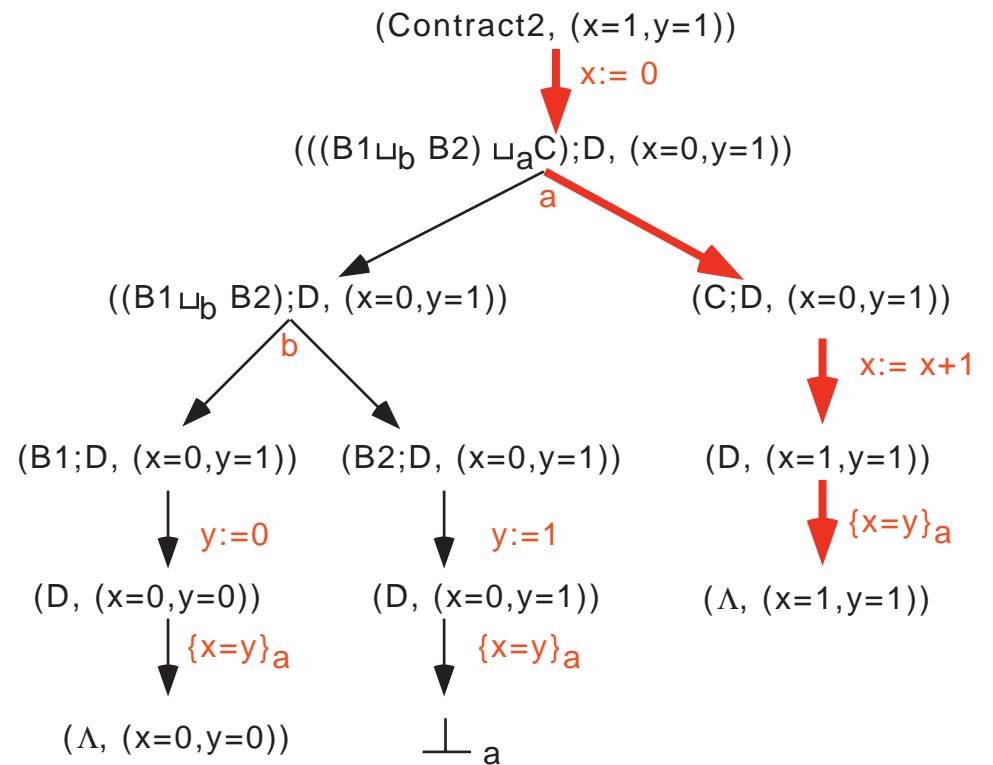 (Contract2, (x=1,y=1))
x:= 0
(((B1⊔b B2) ⊔aC);D, (x=0,y=1))
a
((B1⊔b B2);D, (x=0,y=1))
(C;D, (x=0,y=1))
b
x:= x+1
(B1;D, (x=0,y=1))
(B2;D, (x=0,y=1))
(D, (x=1,y=1))
y:=0
y:=1
{x=y}a
(D, (x=0,y=0))
(D, (x=0,y=1))
(Λ, (x=1,y=1))
{x=y}a
{x=y}a
(Λ, (x=0,y=0))
⊥ a